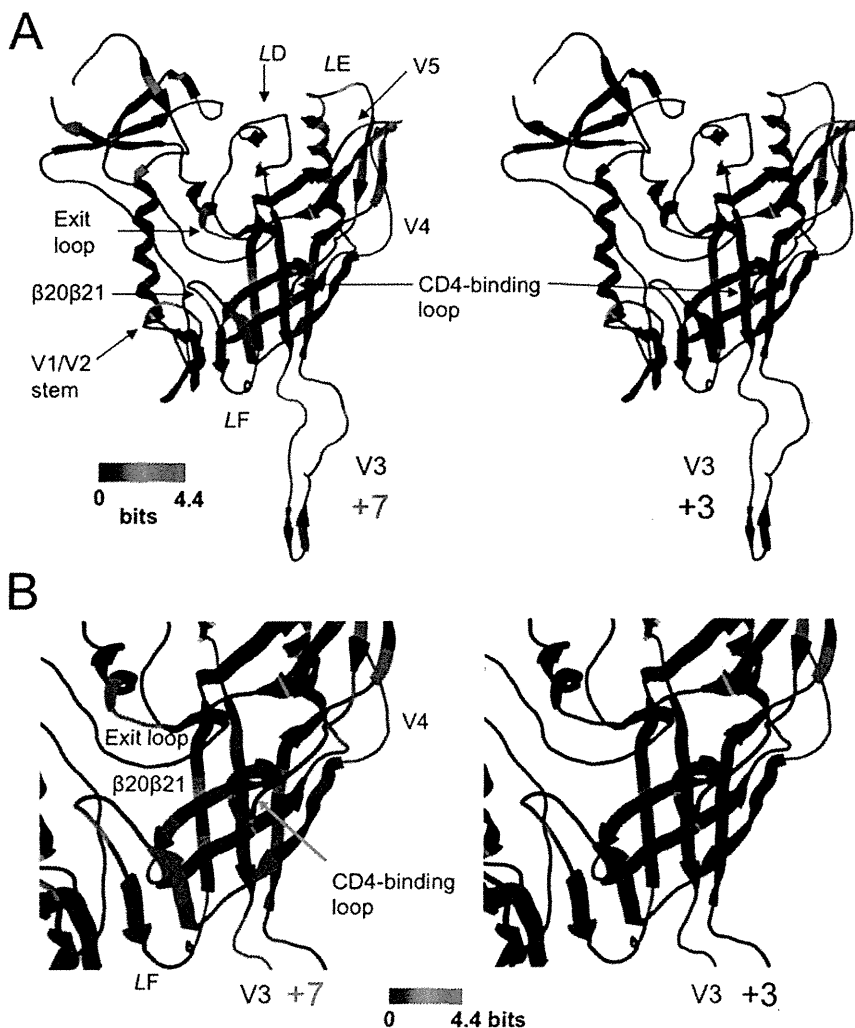 A
LD
LE
V5
Exit
loop
V4
β20β21
CD4-binding
loop
V1/V2
stem
LF
V3
+7
V3
+3
0 4.4
bits
B
Exit loop
V4
β20β21
CD4-binding
loop
LF
V3 +7
V3 +3
0 4.4 bits